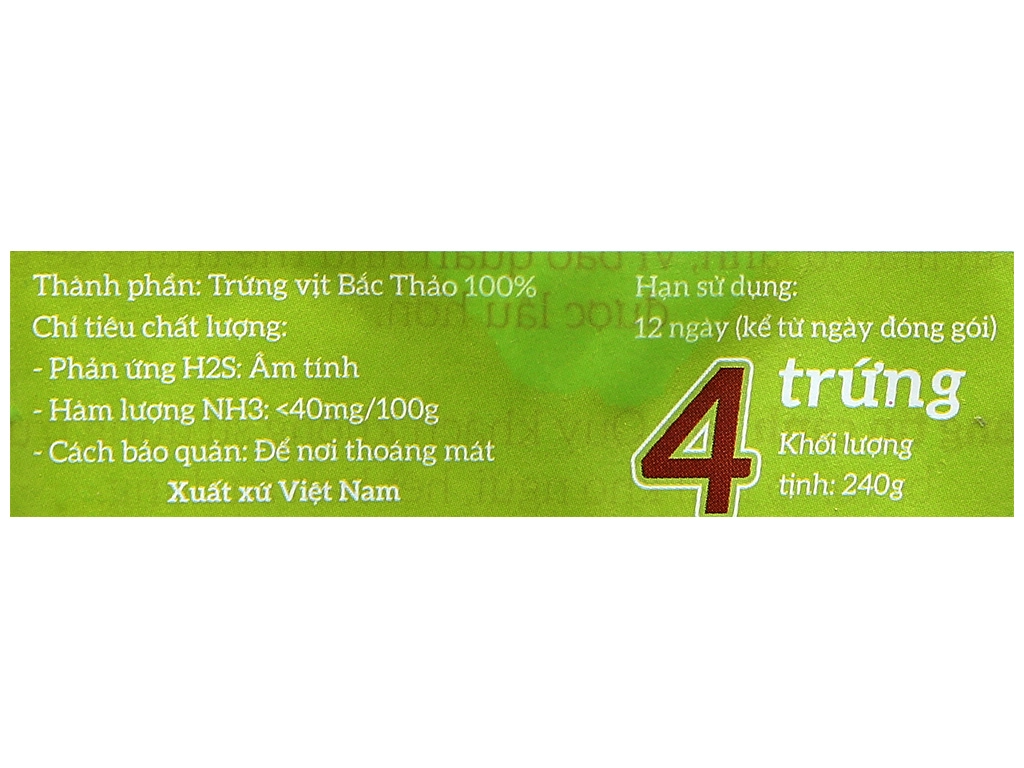 Thành phần: Trứng vịt Bắc Thảo 100%
Chỉ tiêu chất lượng:
- Phản ứng H2S: Âm tính
- Hàm lượng NH3: <40mg/100g
- Cách bảo quản: Để nơi thoáng mát
Xuất xứ Việt Nam
Hạn sử dụng:
12 ngày (kể từ ngày đóng gói)
4 trứng
Khối lượng
tịnh: 240g